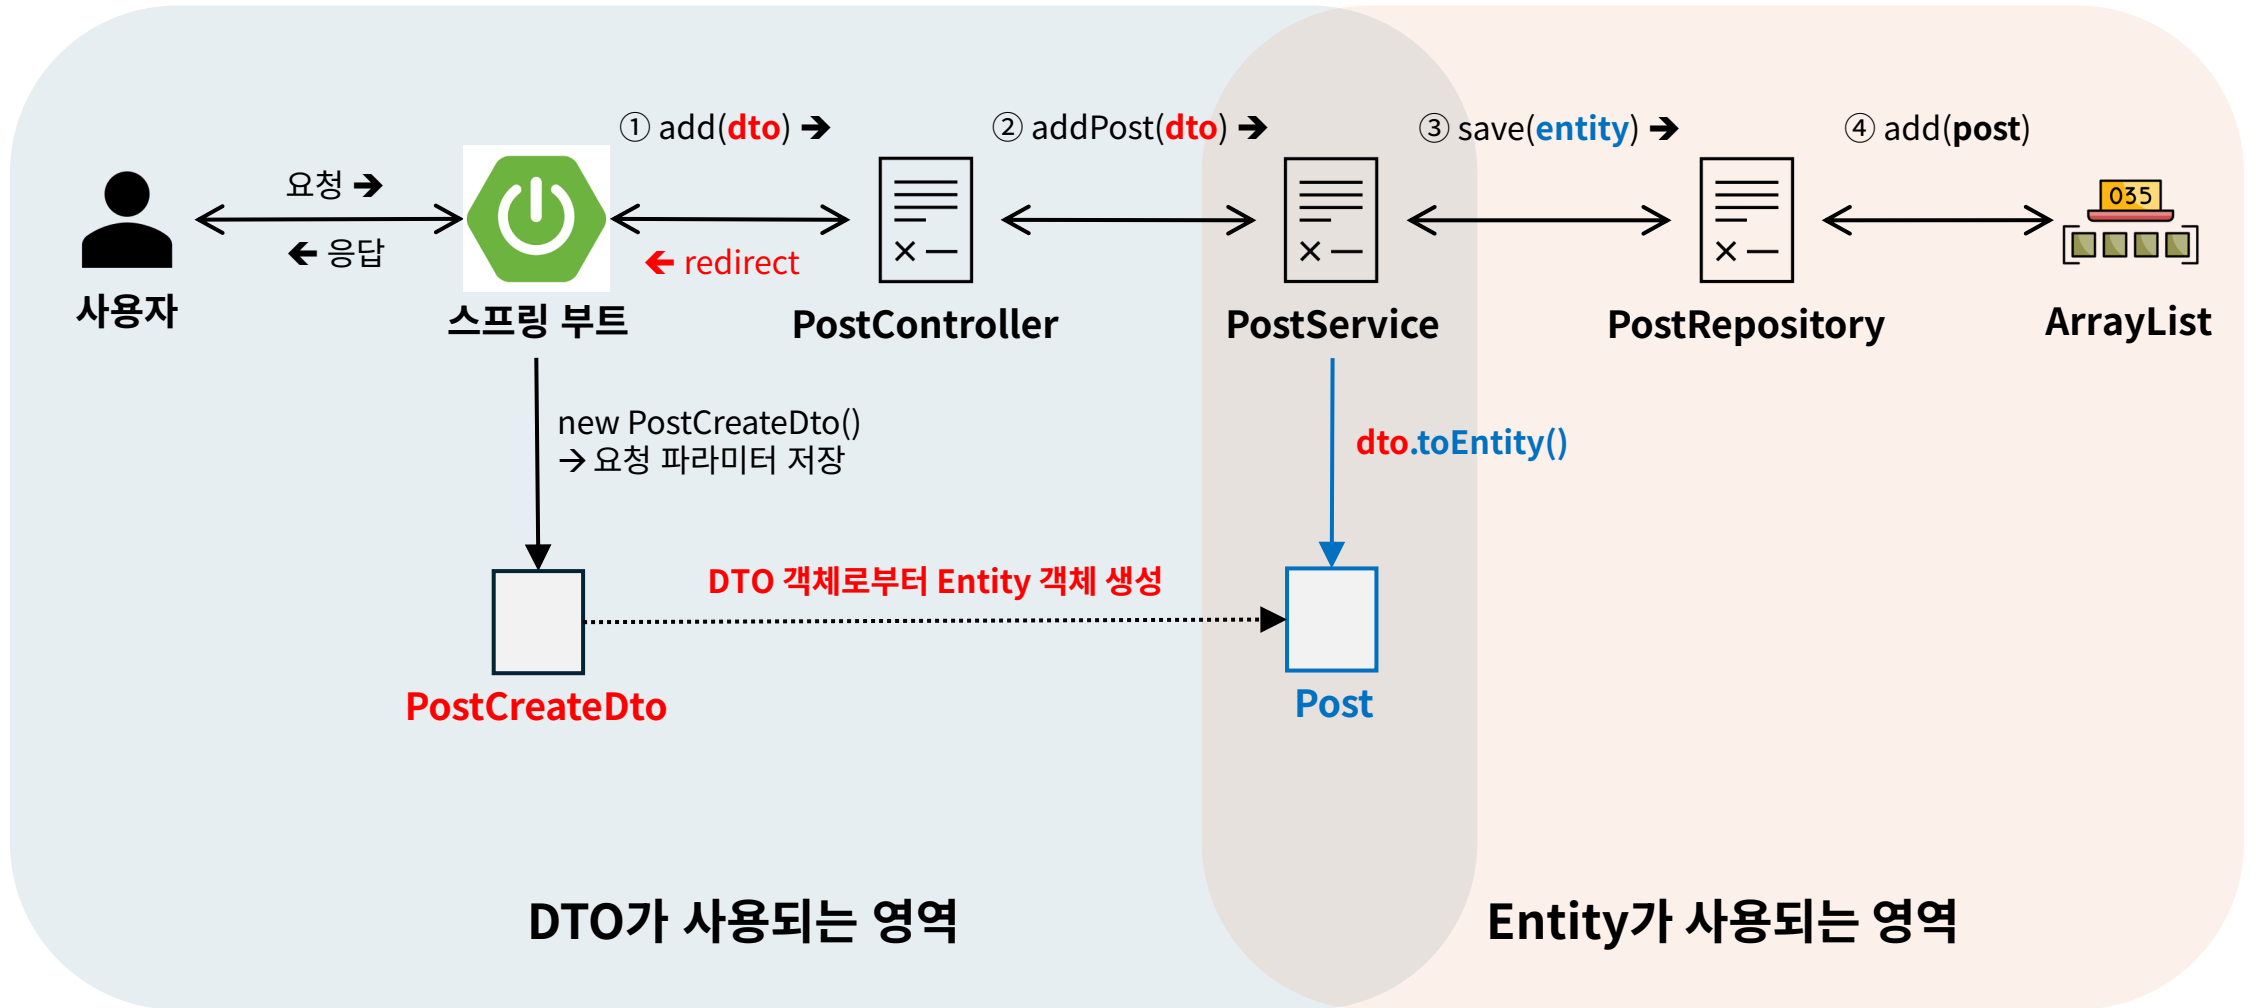 ① add(dto) ➔
② addPost(dto) ➔
③ save(entity) ➔
④ add(post)
요청 ➔
← 응답
← redirect
035
사용자
스프링 부트
PostController
PostService
PostRepository
ArrayList
new PostCreateDto()
→ 요청 파라미터 저장
dto.toEntity()
DTO 객체로부터 Entity 객체 생성
PostCreateDto
Post
DTO가 사용되는 영역
Entity가 사용되는 영역